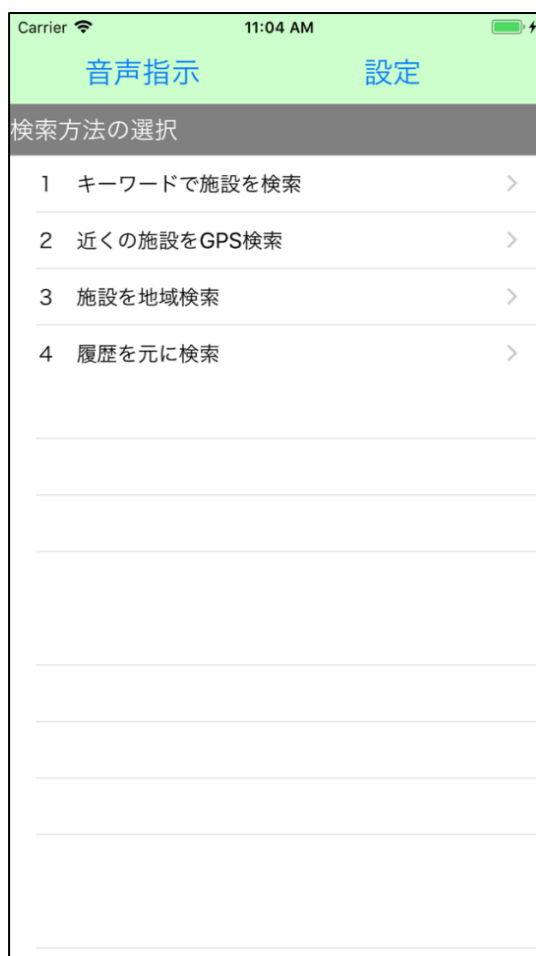 Carrier 11:04 AM
音声指示 設定
検索方法の選択
1 キーワードで施設を検索
2 近くの施設をGPS検索
3 施設を地域検索
4 履歴を元に検索